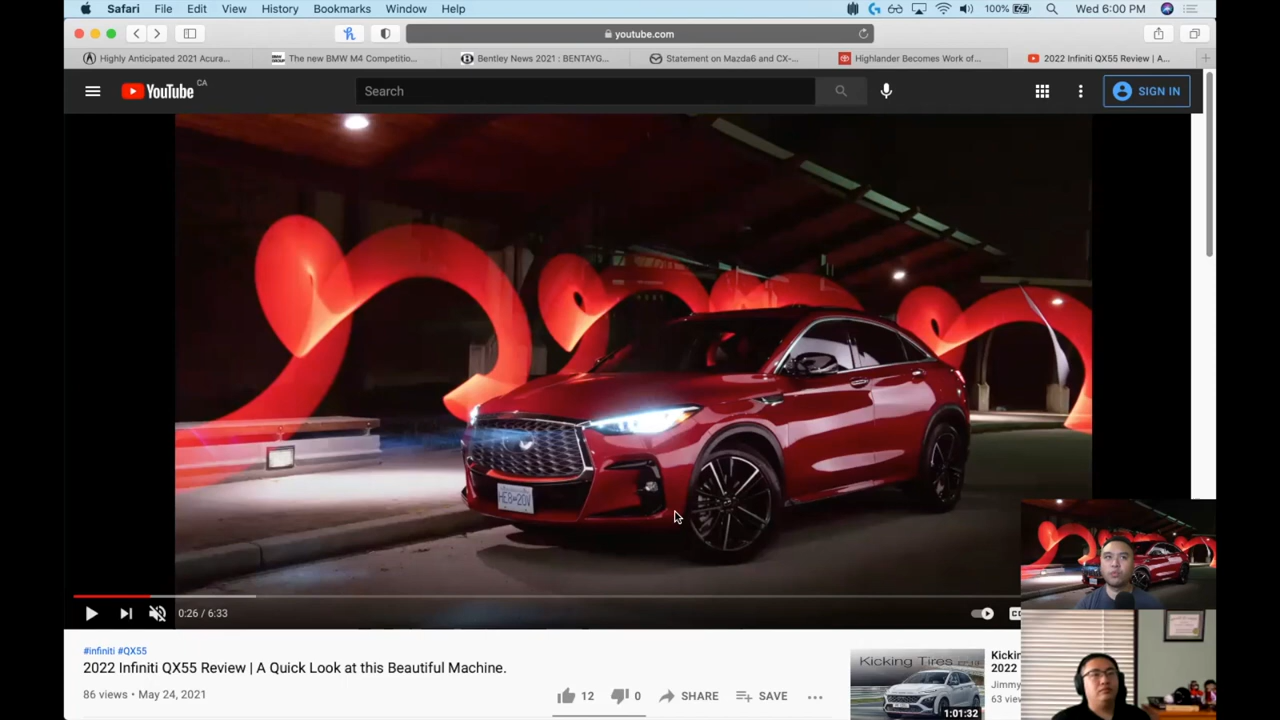 Safari File Edit View History Bookmarks Window Help 100% Wed 6:00 PM
youtube.com
Highly Anticipated 2021 Acura... The new BMW M4 Competitio... Bentley News 2021 : BENTAYG... Statement on Mazda6 and CX-... Highlander Becomes Work of... 2022 Infiniti QX55 Review | A...
YouTube CA Search SIGN IN
0:26 / 6:33
#infiniti #QX55
2022 Infiniti QX55 Review | A Quick Look at this Beautiful Machine.
86 views • May 24, 2021
12 0 SHARE SAVE
Kicking Tires
1:01:32
Kickin
2022
Jimmy
63 view